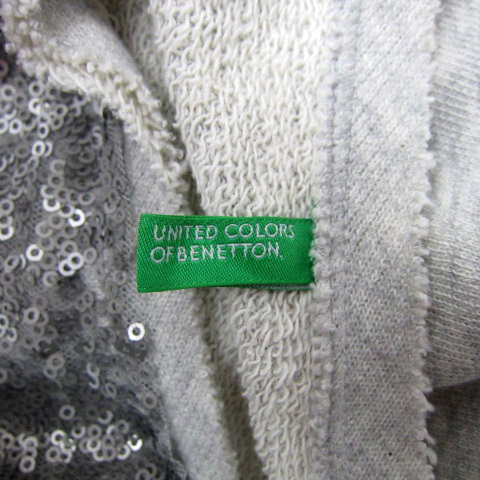 UNITED COLORS
OF BENETTON.